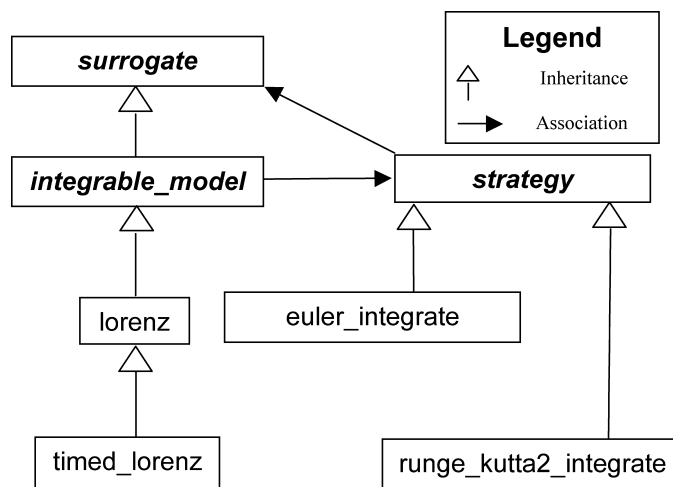 surrogate
Legend
Inheritance
Association
integrable_model
strategy
lorenz
euler_integrate
timed_lorenz
runge_kutta2_integrate